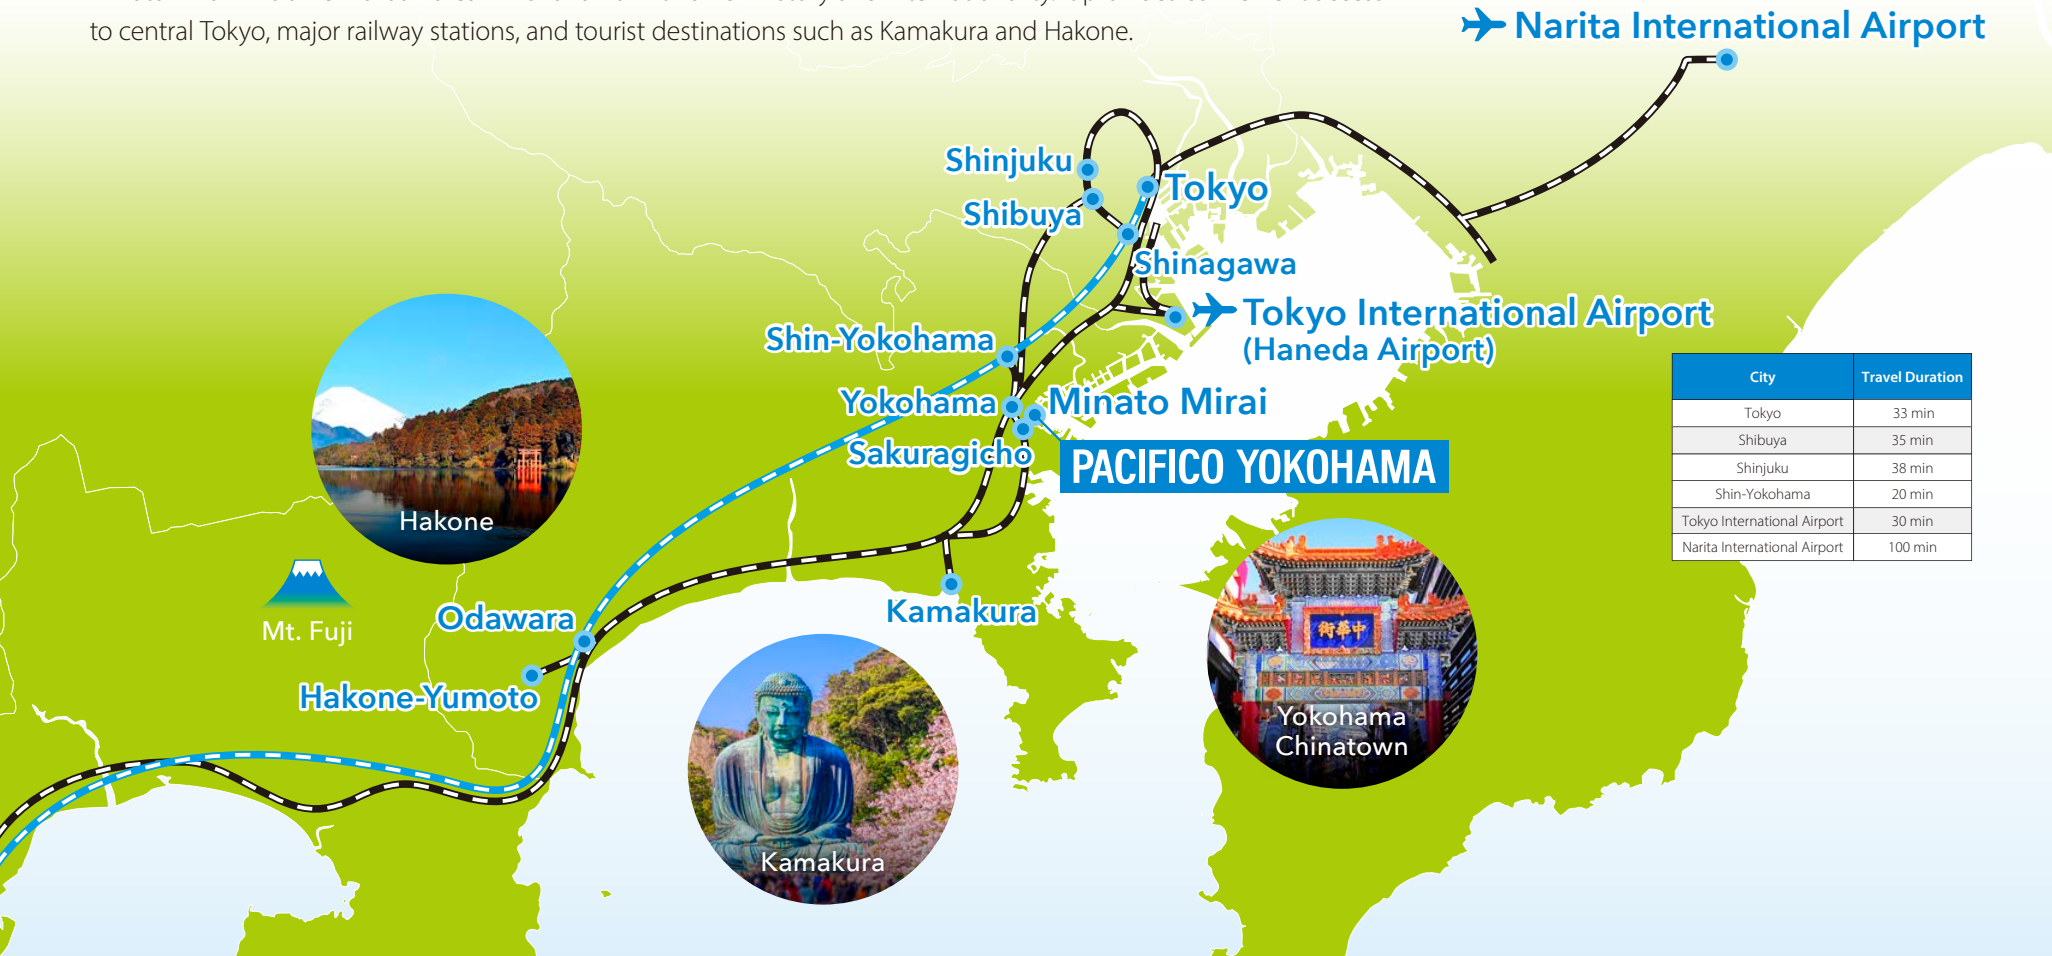 to central Tokyo, major railway stations, and tourist destinations such as Kamakura and Hakone.
Narita International Airport
Shinjuku
Tokyo
Shibuya
Shinagawa
Tokyo International Airport
(Haneda Airport)
Shin-Yokohama
Yokohama
Minato Mirai
Sakuragicho
PACIFICO YOKOHAMA
City Travel Duration
Tokyo 33 min
Shibuya 35 min
Shinjuku 38 min
Shin-Yokohama 20 min
Tokyo International Airport 30 min
Narita International Airport 100 min
Hakone
Mt. Fuji
Odawara
Hakone-Yumoto
Kamakura
Kamakura
中華街
Yokohama
Chinatown